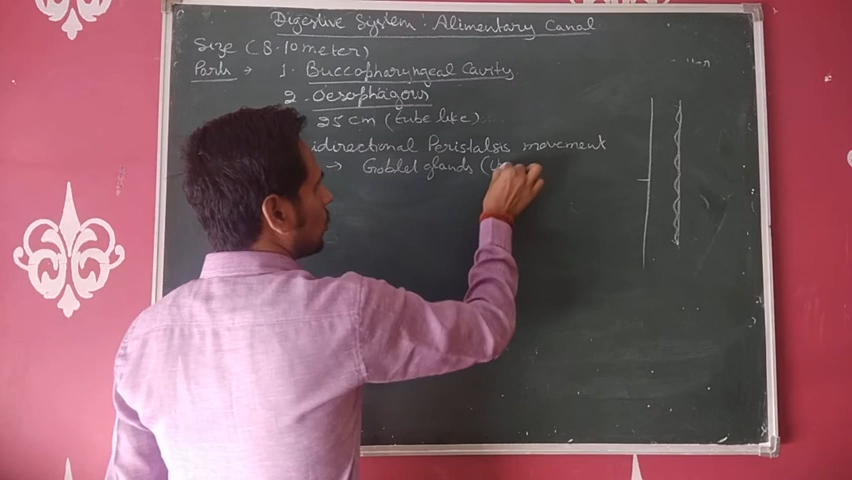 Digestive System: Alimentary Canal
Size (8-10 meter)
Parts → 1. Buccopharyngeal Cavity
2. Oesophagous
25 cm (tube like)
idirectional Peristalsis movement
→ Goblet glands (